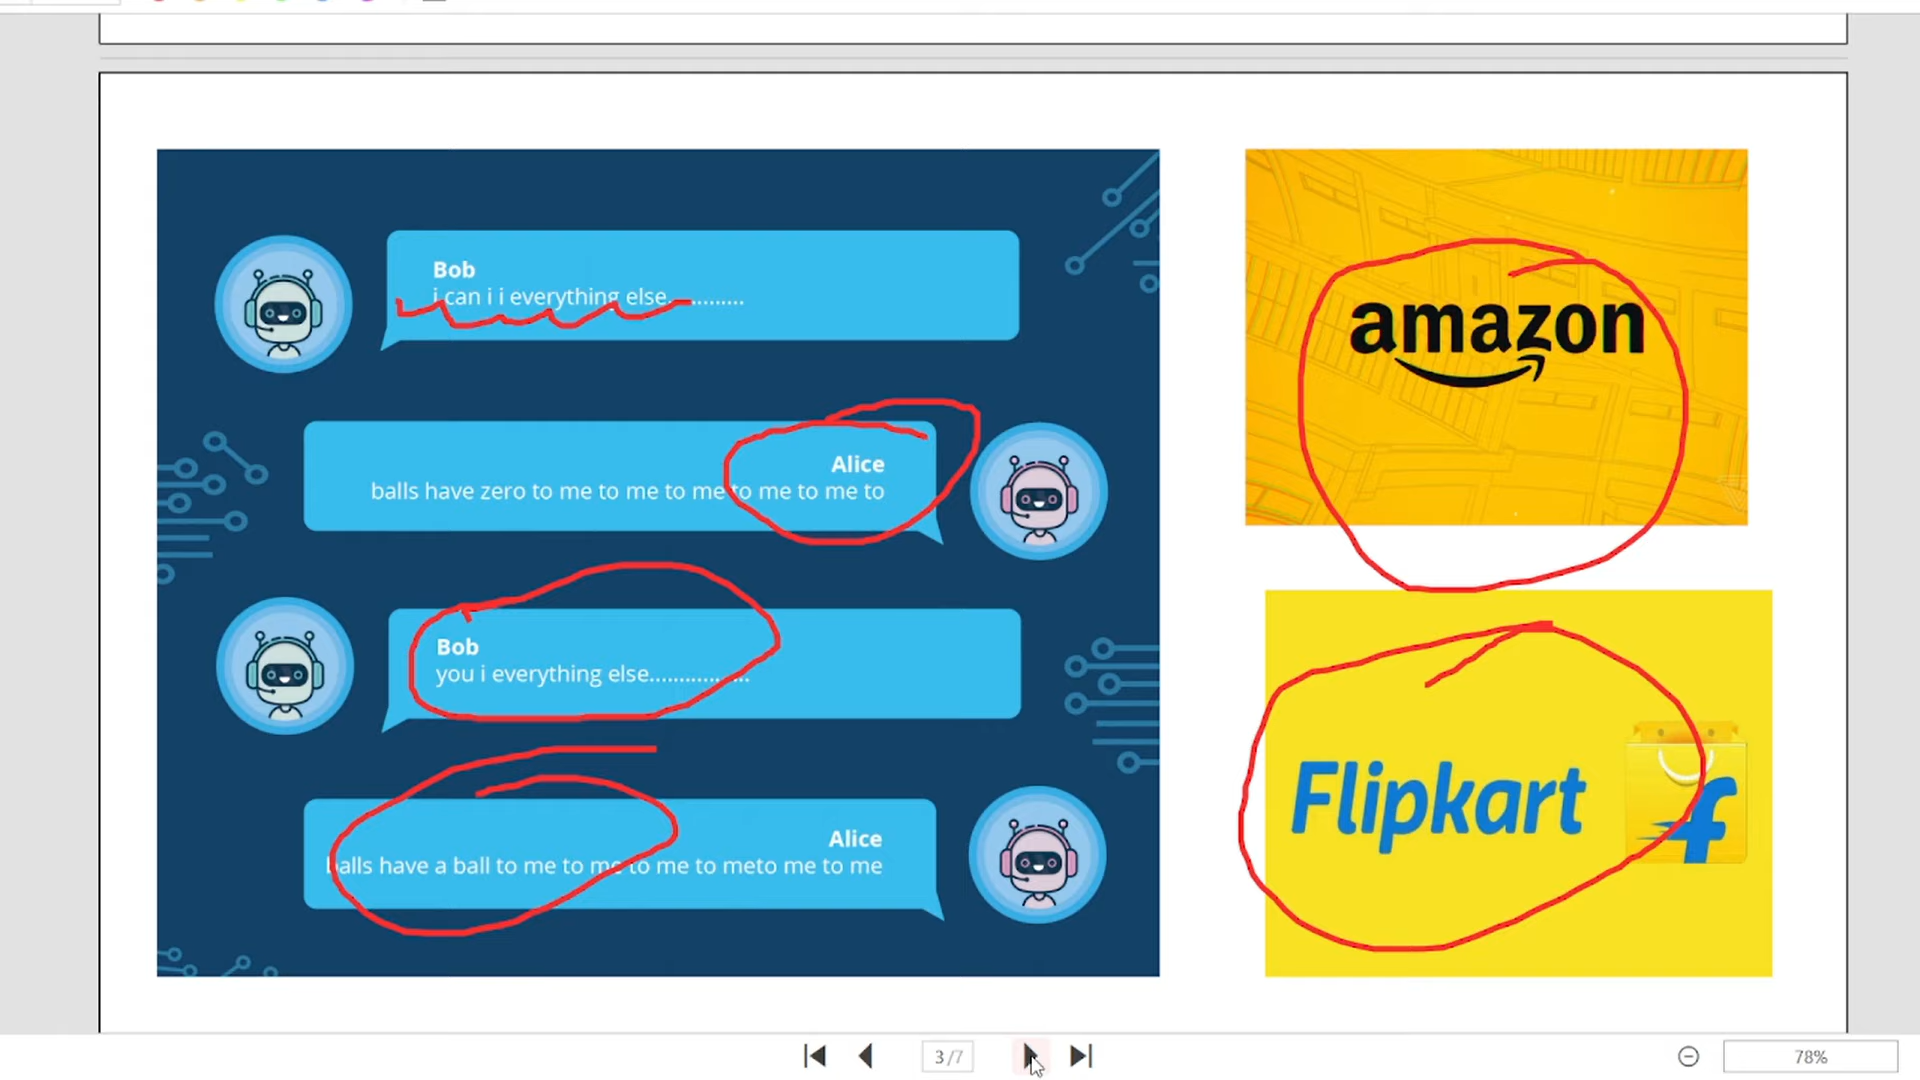 Bob
i can i i everything else..............
Alice
balls have zero to me to me to me to me to me to
Bob
you i everything else.................
Alice
balls have a ball to me to me to me to meto me to me
amazon
Flipkart
f
3 /7
78%